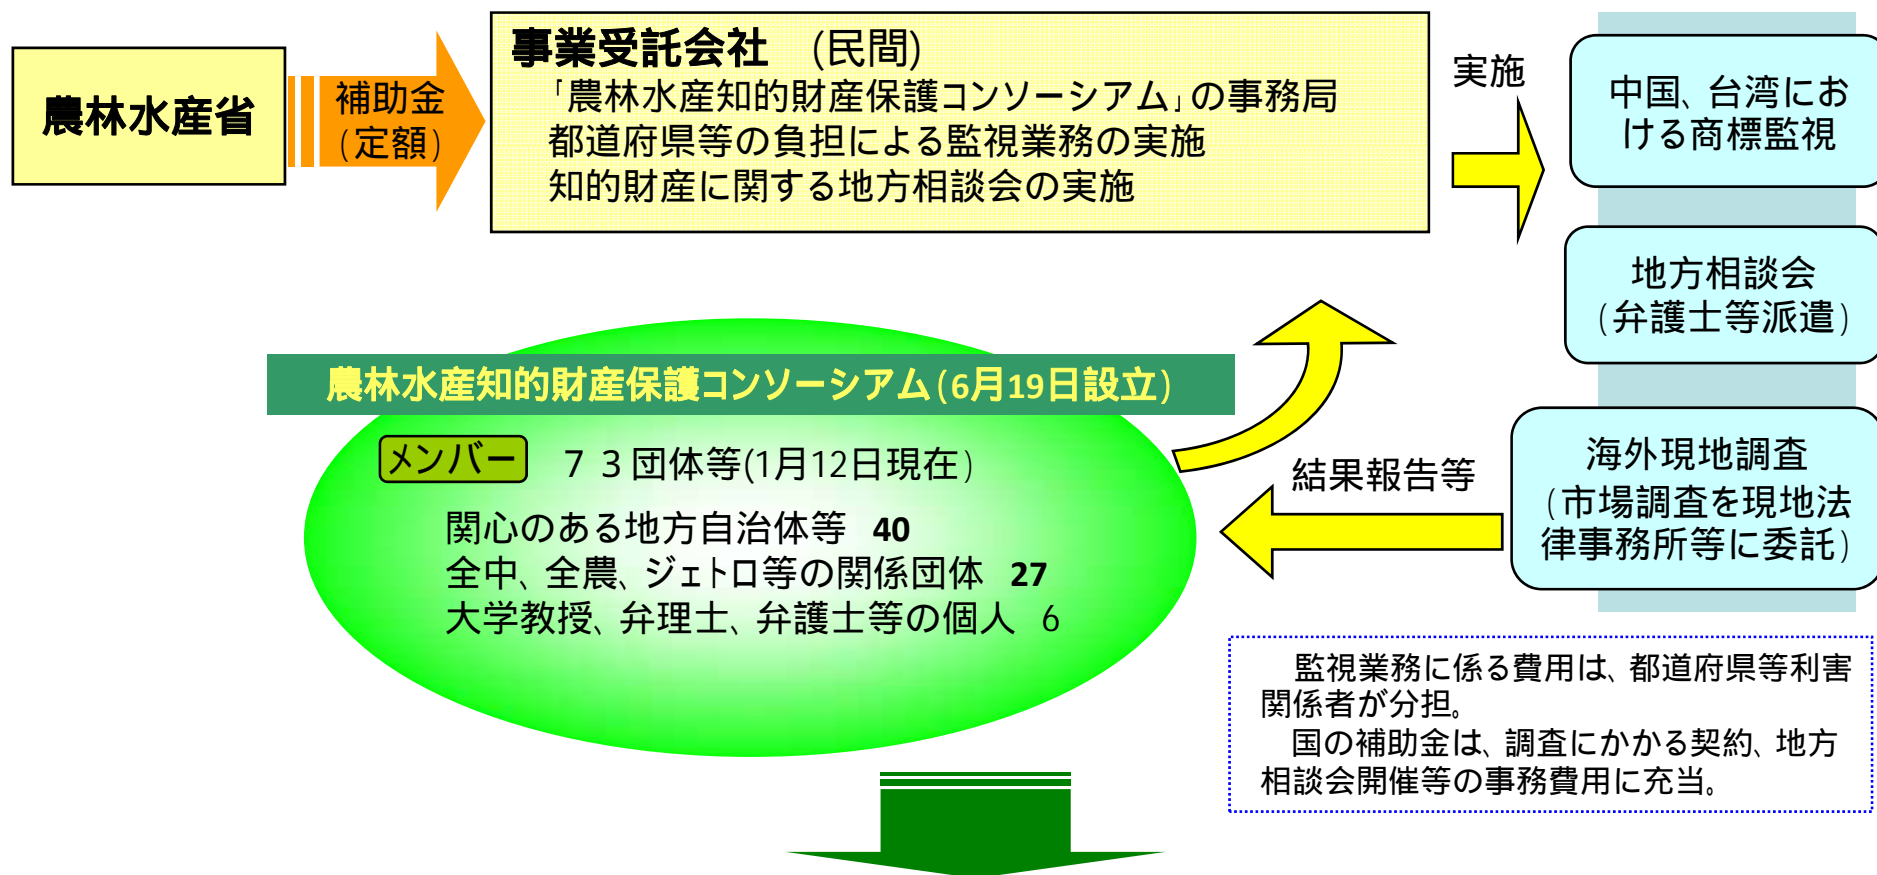 農林水産省
補助金
(定額)
事業受託会社 (民間)
「農林水産知的財産保護コンソーシアム」の事務局
都道府県等の負担による監視業務の実施
知的財産に関する地方相談会の実施
実施
中国、台湾にお
ける商標監視
地方相談会
(弁護士等派遣)
海外現地調査
(市場調査を現地法
律事務所等に委託)
農林水産知的財産保護コンソーシアム(6月19日設立)
メンバー ７３団体等(1月12日現在)
関心のある地方自治体等 40
全中、全農、ジェトロ等の関係団体 27
大学教授、弁理士、弁護士等の個人 6
結果報告等
監視業務に係る費用は、都道府県等利害
関係者が分担。
国の補助金は、調査にかかる契約、地方
相談会開催等の事務費用に充当。